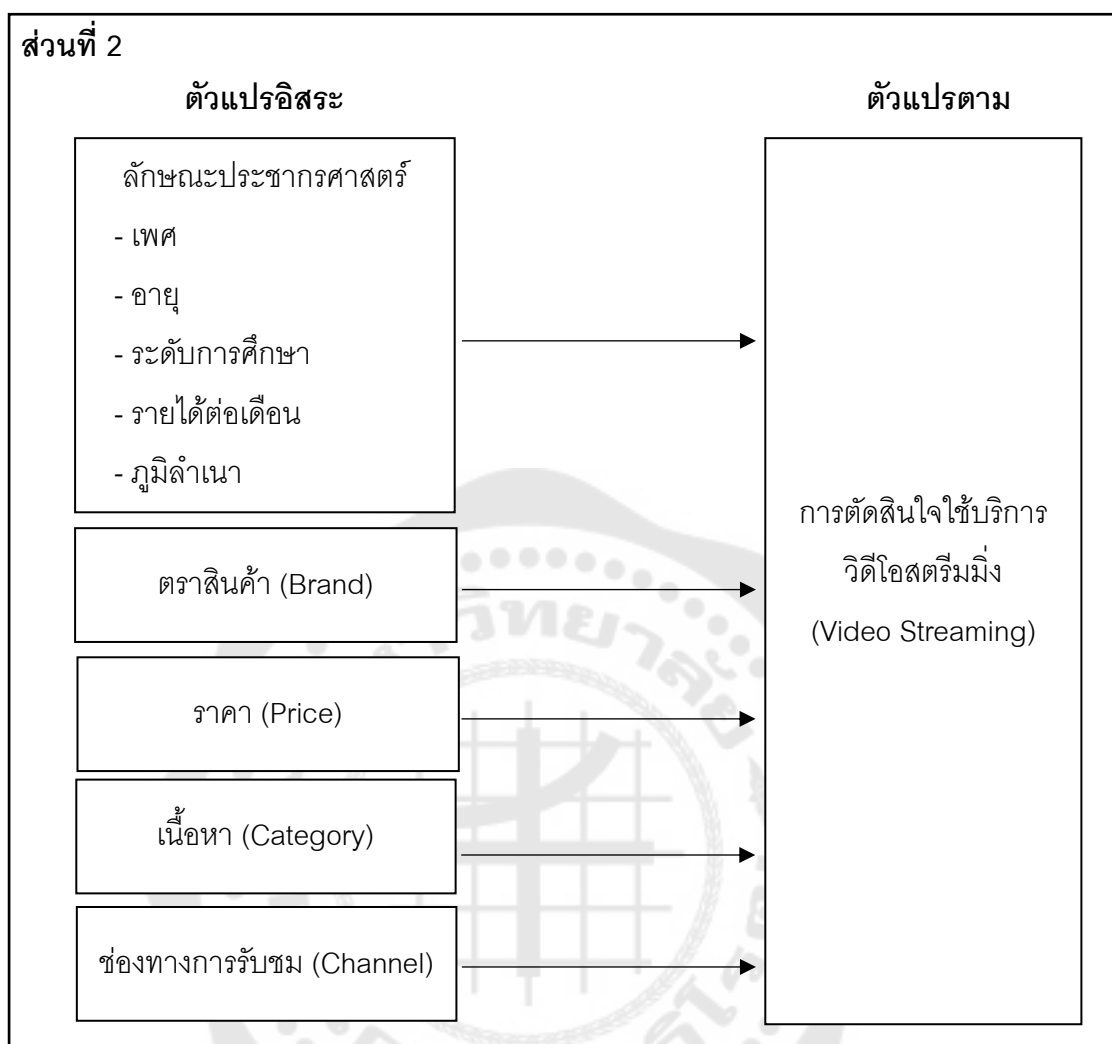 ส่วนที่ 2
ตัวแปรอิสระ
ตัวแปรตาม
ลักษณะประชากรศาสตร์
- เพศ
- อายุ
- ระดับการศึกษา
- รายได้ต่อเดือน
- ภูมิลำเนา
ตราสินค้า (Brand)
ราคา (Price)
เนื้อหา (Category)
ช่องทางการรับชม (Channel)
การตัดสินใจใช้บริการ
วิดีโอสตรีมมิ่ง
(Video Streaming)